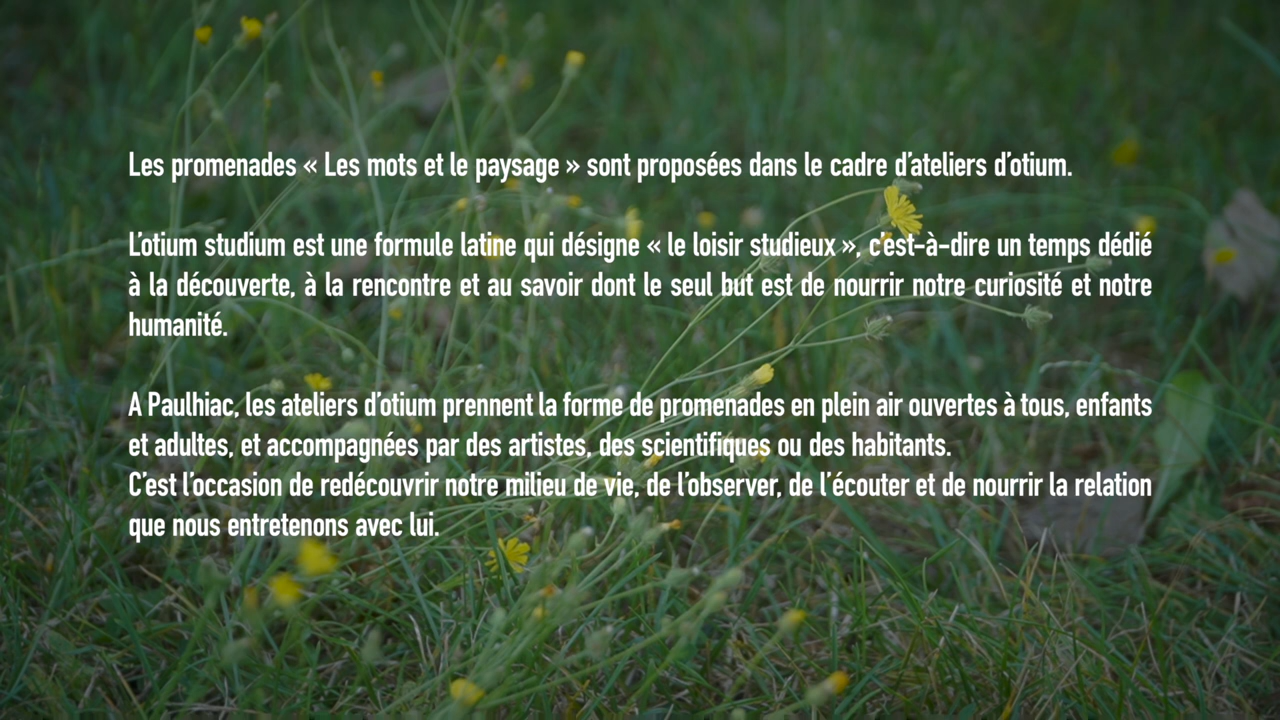 Les promenades « Les mots et le paysage » sont proposées dans le cadre d'ateliers d'otium.
L'otium studium est une formule latine qui désigne « le loisir studieux », c'est-à-dire un temps dédié
à la découverte, à la rencontre et au savoir dont le seul but est de nourrir notre curiosité et notre
humanité.
A Paulhiac, les ateliers d'otium prennent la forme de promenades en plein air ouvertes à tous, enfants
et adultes, et accompagnées par des artistes, des scientifiques ou des habitants.
C'est l'occasion de redécouvrir notre milieu de vie, de l'observer, de l'écouter et de nourrir la relation
que nous entretenons avec lui.